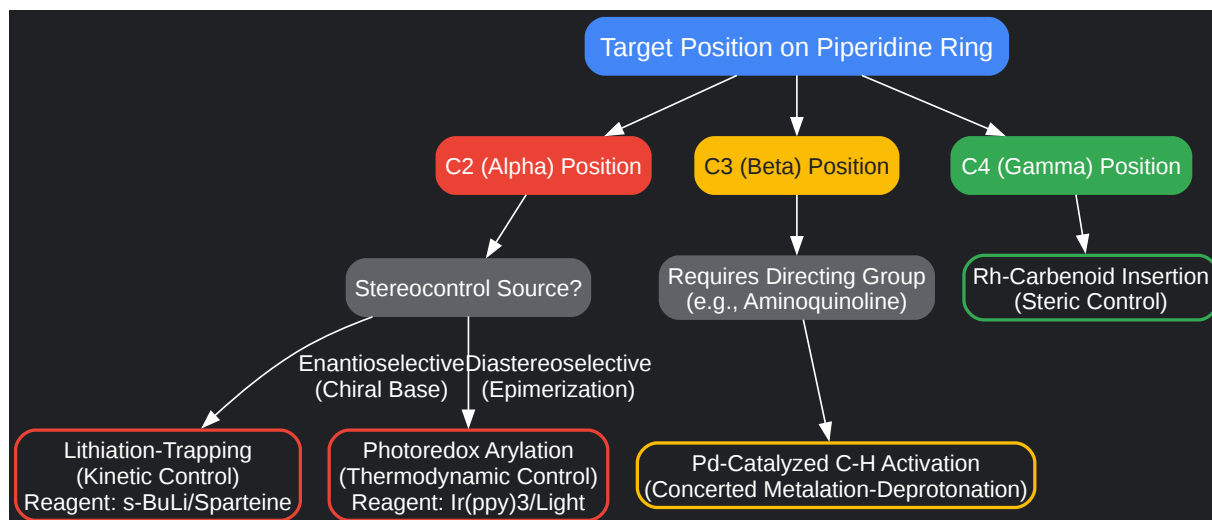 Target Position on Piperidine Ring
C2 (Alpha) Position
C3 (Beta) Position
C4 (Gamma) Position
Stereocontrol Source?
Requires Directing Group
(e.g., Aminoquinoline)
Rh-Carbenoid Insertion
(Steric Control)
Enantioselective
(Chiral Base)
Diastereoselective
(Epimerization)
Lithiation-Trapping
(Kinetic Control)
Reagent: s-BuLi/Sparteine
Photoredox Arylation
(Thermodynamic Control)
Reagent: Ir(ppy)3/Light
Pd-Catalyzed C-H Activation
(Concerted Metalation-Deprotonation)